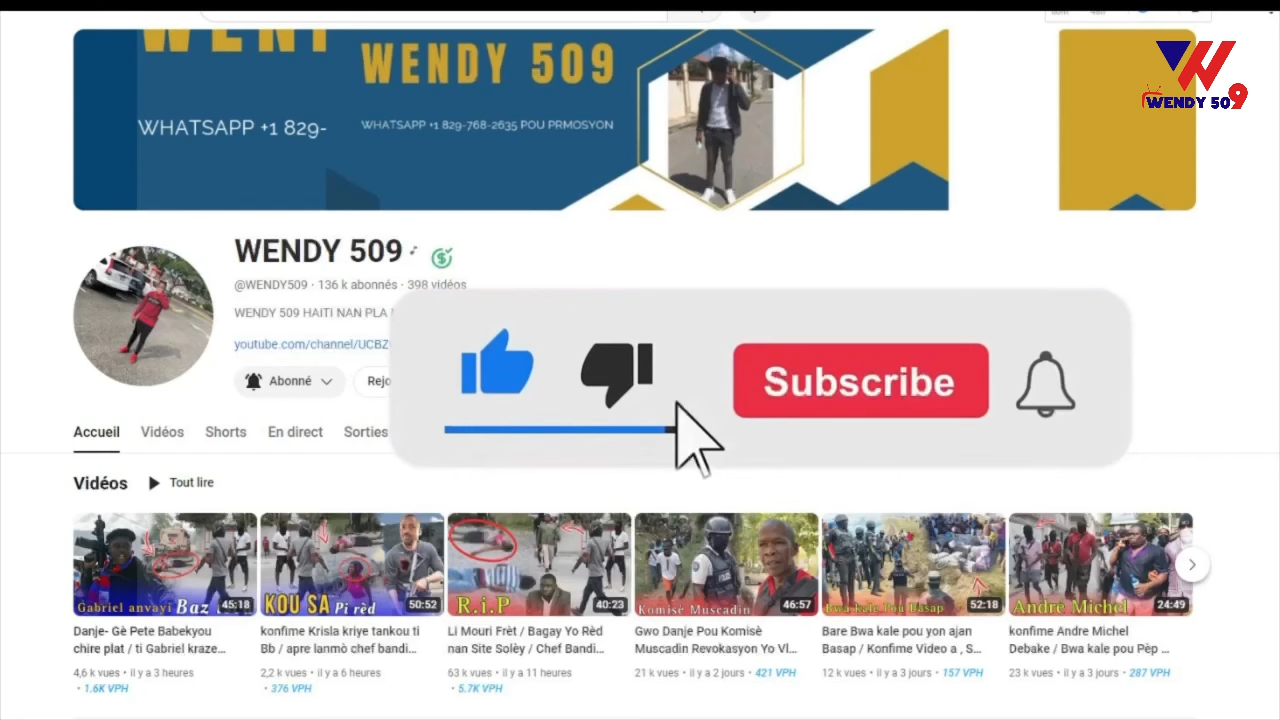 WENDY 509
WENDY 509
WHATSAPP +1 829-
WHATSAPP +1 829-768-2635 POU PRMOSYON
WENDY 509
@WENDY509 · 136 k abonnés · 398 vidéos
WENDY 509 HAITI NAN PLA
youtube.com/channel/UCBZ
Abonné
Rejo
Subscribe
Accueil
Vidéos
Shorts
En direct
Sorties
Vidéos
Tout lire
Gabriel anvayi Baz
45:18
KOU SA Pi rèd
50:52
R.i.P
40:23
Komisé Muscadin
46:57
Bwa kale pou Basap
52:18
André Michel
24:49
Danje- Gè Pete Babekyou
chire plat / ti Gabriel kraze...
4,6 k vues • il y a 3 heures
• 1.6K VPH
konfime Krisla kriye tankou ti
Bb / apre lanmò chef bandi...
2,2 k vues • il y a 6 heures
• 376 VPH
Li Mouri Frèt / Bagay Yo Rèd
nan Site Solèy / Chef Bandi...
63 k vues • il y a 11 heures
• 5.7K VPH
Gwo Danje Pou Komisè
Muscadin Revokasyon Yo Vl...
21 k vues • il y a 2 jours • 421 VPH
Bare Bwa kale pou yon ajan
Basap / Konfime Video a , S...
12 k vues • il y a 3 jours • 157 VPH
konfime Andre Michel
Debake / Bwa kale pou Pèp ...
23 k vues • il y a 3 jours • 287 VPH